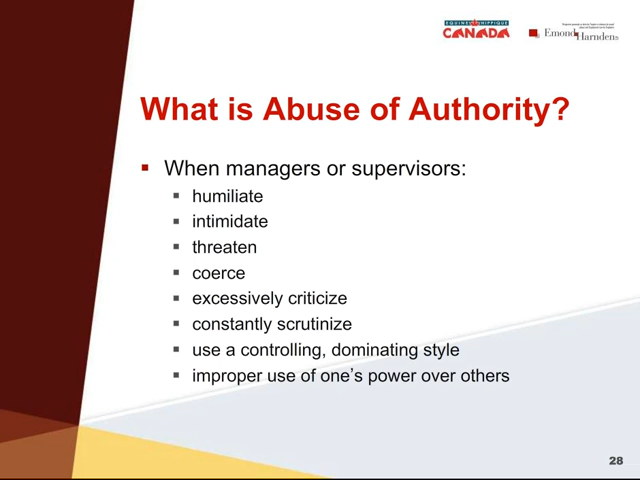 EQUINE HIPPIQUE
CANADA
Emond Harnden
What is Abuse of Authority?
When managers or supervisors:
humiliate
intimidate
threaten
coerce
excessively criticize
constantly scrutinize
use a controlling, dominating style
improper use of one’s power over others
28